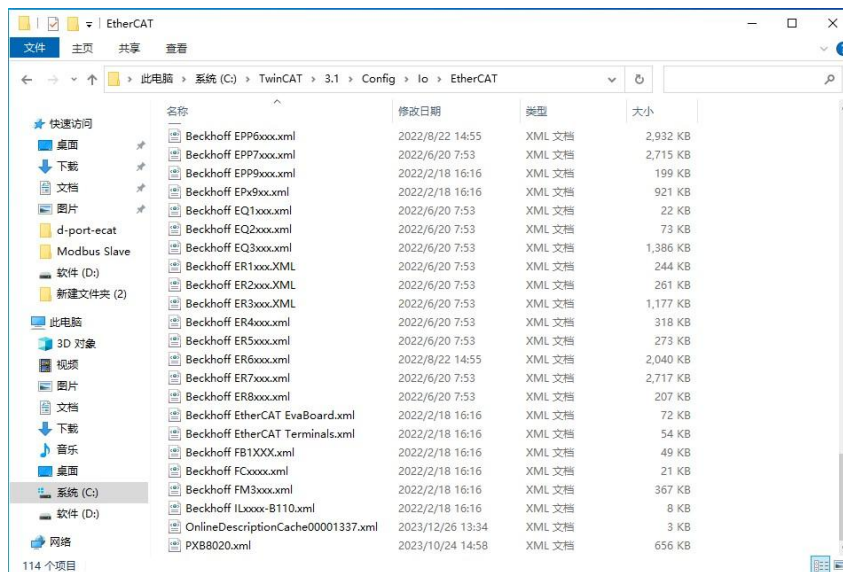 EtherCAT
文件 主页 共享 查看
此电脑 > 系统 (C:) > TwinCAT > 3.1 > Config > Io > EtherCAT
名称 修改日期 类型 大小
快速访问
桌面
下载
文档
图片
d-port-ecat
Modbus Slave
软件 (D:)
新建文件夹 (2)
此电脑
3D 对象
视频
图片
文档
下载
音乐
桌面
系统 (C:)
软件 (D:)
网络
Beckhoff EPP6xxx.xml 2022/8/22 14:55 XML 文档 2,932 KB
Beckhoff EPP7xxx.xml 2022/6/20 7:53 XML 文档 2,715 KB
Beckhoff EPP9xxx.xml 2022/2/18 16:16 XML 文档 199 KB
Beckhoff EPx9xx.xml 2022/2/18 16:16 XML 文档 921 KB
Beckhoff EQ1xxx.xml 2022/6/20 7:53 XML 文档 22 KB
Beckhoff EQ2xxx.xml 2022/6/20 7:53 XML 文档 73 KB
Beckhoff EQ3xxx.xml 2022/6/20 7:53 XML 文档 1,386 KB
Beckhoff ER1xxx.XML 2022/6/20 7:53 XML 文档 244 KB
Beckhoff ER2xxx.XML 2022/6/20 7:53 XML 文档 261 KB
Beckhoff ER3xxx.XML 2022/6/20 7:53 XML 文档 1,177 KB
Beckhoff ER4xxx.xml 2022/6/20 7:53 XML 文档 318 KB
Beckhoff ER5xxx.xml 2022/6/20 7:53 XML 文档 273 KB
Beckhoff ER6xxx.xml 2022/8/22 14:55 XML 文档 2,040 KB
Beckhoff ER7xxx.xml 2022/6/20 7:53 XML 文档 2,717 KB
Beckhoff ER8xxx.xml 2022/6/20 7:53 XML 文档 207 KB
Beckhoff EtherCAT EvaBoard.xml 2022/2/18 16:16 XML 文档 72 KB
Beckhoff EtherCAT Terminals.xml 2022/2/18 16:16 XML 文档 54 KB
Beckhoff FB1XXX.xml 2022/2/18 16:16 XML 文档 49 KB
Beckhoff FCxxxx.xml 2022/2/18 16:16 XML 文档 21 KB
Beckhoff FM3xxx.xml 2022/2/18 16:16 XML 文档 367 KB
Beckhoff ILxxxx-B110.xml 2022/2/18 16:16 XML 文档 8 KB
OnlineDescriptionCache00001337.xml 2023/12/26 13:34 XML 文档 3 KB
PXB8020.xml 2023/10/24 14:58 XML 文档 656 KB
114 个项目